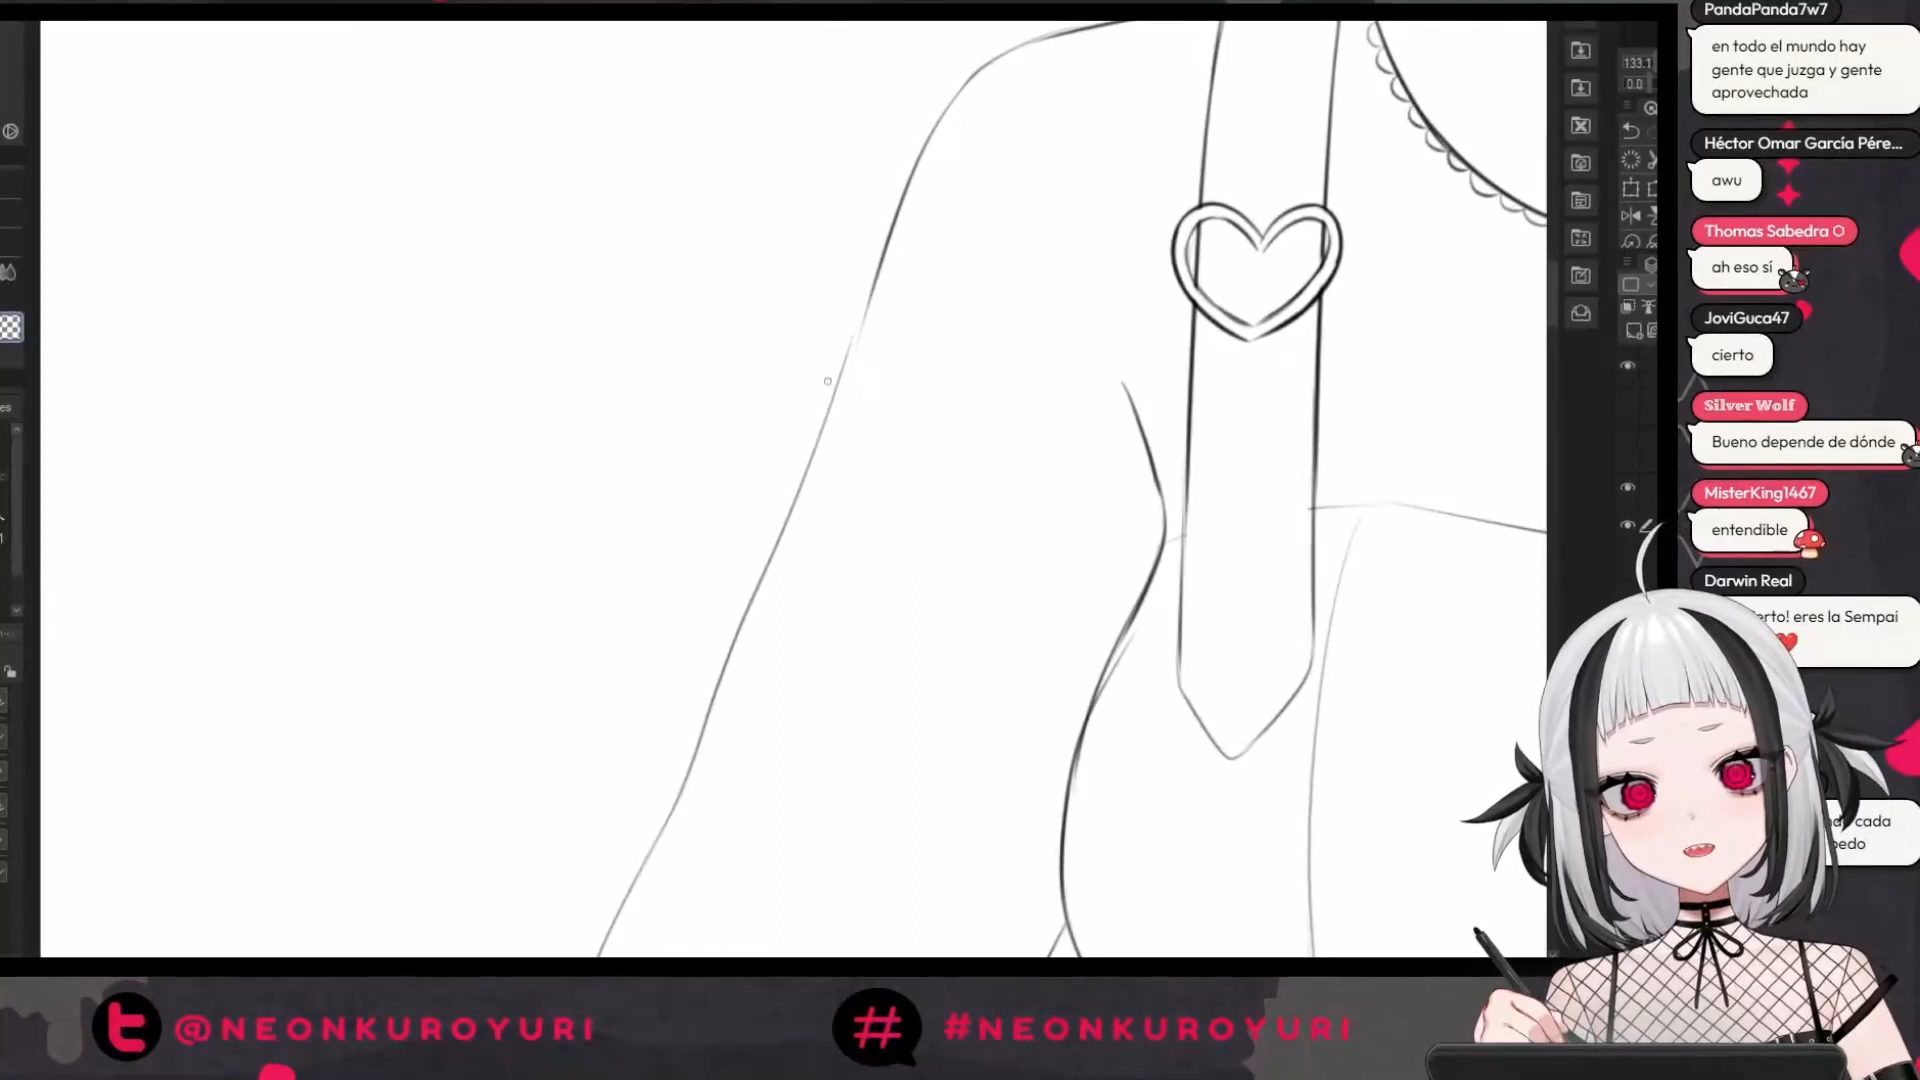 PandaPanda7w7
en todo el mundo hay
gente que juzga y gente
aprovechada
Héctor Omar García Pére...
awu
Thomas Sabedra
ah eso sí
JoviGuca47
cierto
Silver Wolf
Bueno depende de dónde
MisterKing1467
entendible
Darwin Real
eres la Sempai
cada
133.1
0.0
es
@NEONKUROYURI
# #NEONKUROYURI